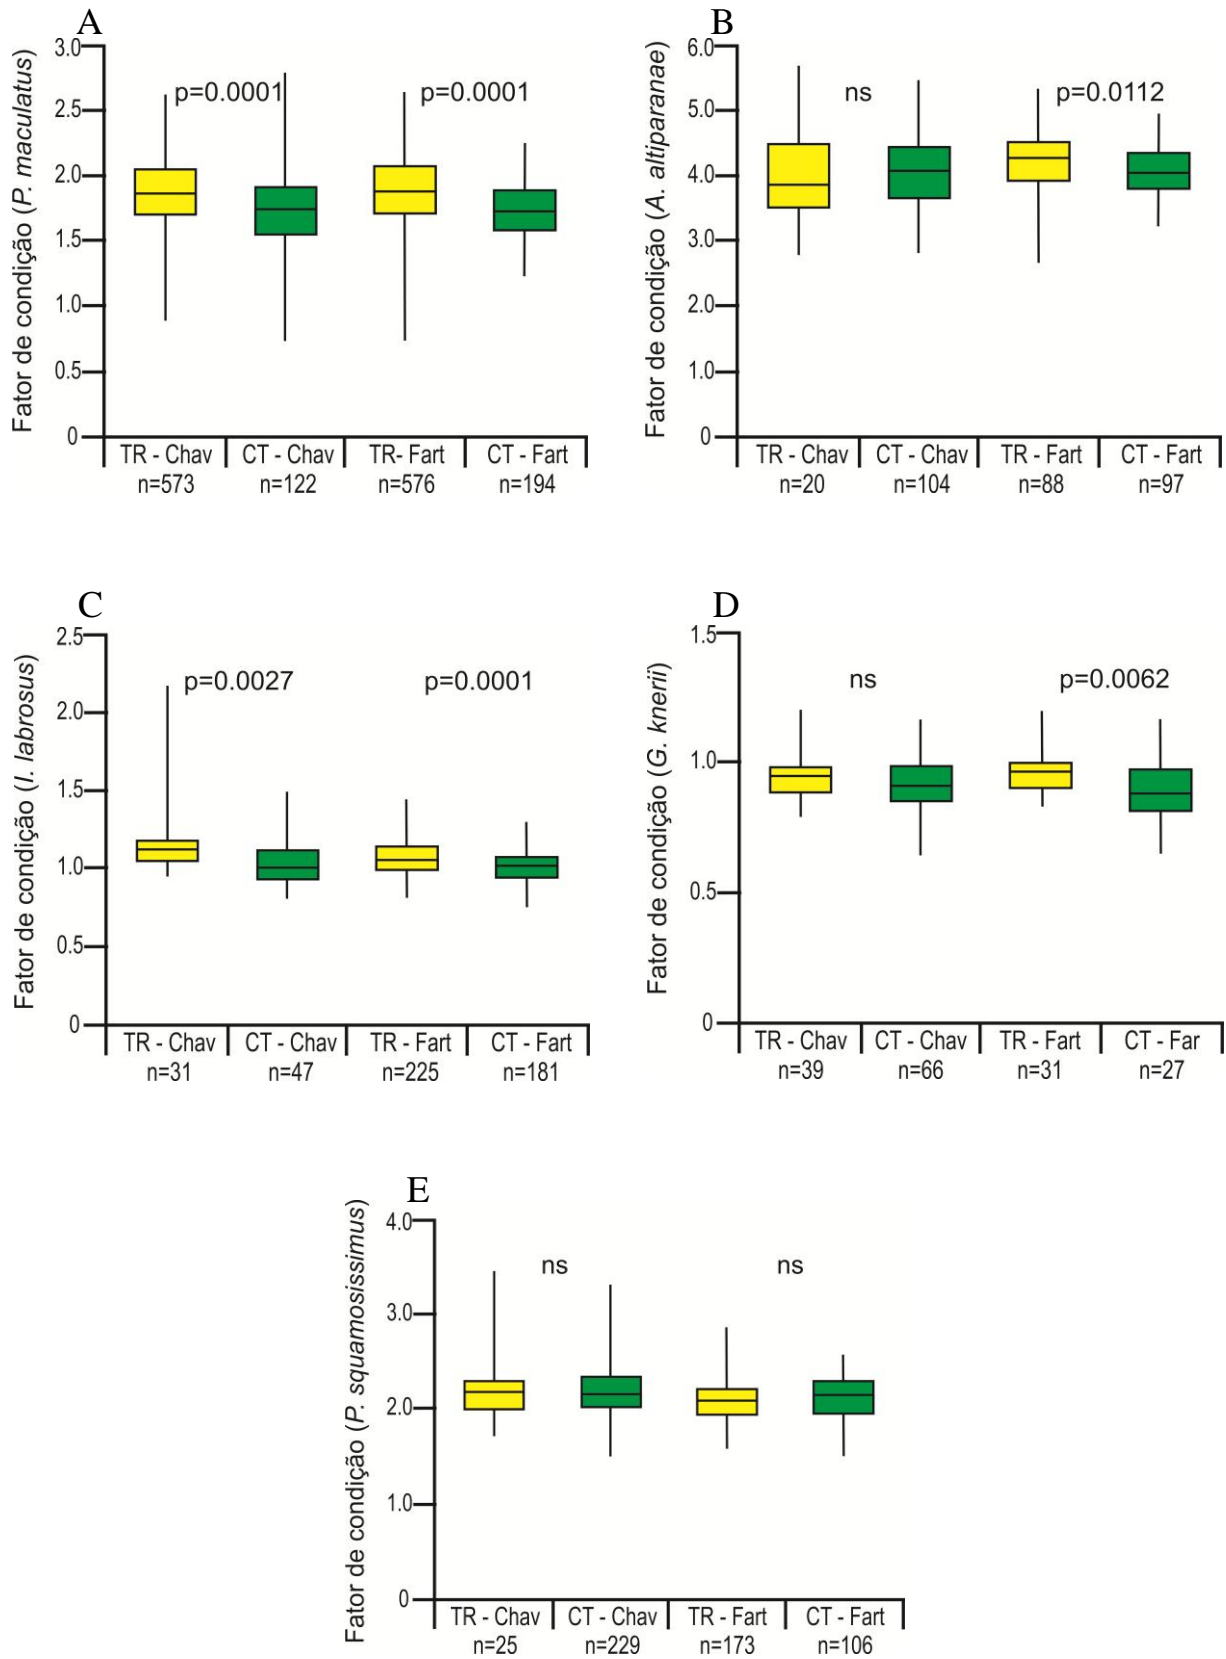 A
Fator de condição (P. maculatus)
3.0
2.5
2.0
1.5
1.0
0.5
0
p=0.0001 p=0.0001
TR - Chav CT - Chav TR- Fart CT - Fart
n=573 n=122 n=576 n=194
B
Fator de condição (A. altiparanae)
6.0
5.0
4.0
3.0
2.0
1.0
0
ns p=0.0112
TR - Chav CT - Chav TR - Fart CT - Fart
n=20 n=104 n=88 n=97
C
Fator de condição (I. labrosus)
2.5
2.0
1.5
1.0
0.5
0
p=0.0027 p=0.0001
TR - Chav CT - Chav TR - Fart CT - Fart
n=31 n=47 n=225 n=181
D
Fator de condição (G. knerii)
1.5
1.0
0.5
0
ns p=0.0062
TR - Chav CT - Chav TR - Fart CT - Far
n=39 n=66 n=31 n=27
E
Fator de condição (P. squamosissimus)
4.0
3.0
2.0
1.0
0
ns ns
TR - Chav CT - Chav TR - Fart CT - Fart
n=25 n=229 n=173 n=106